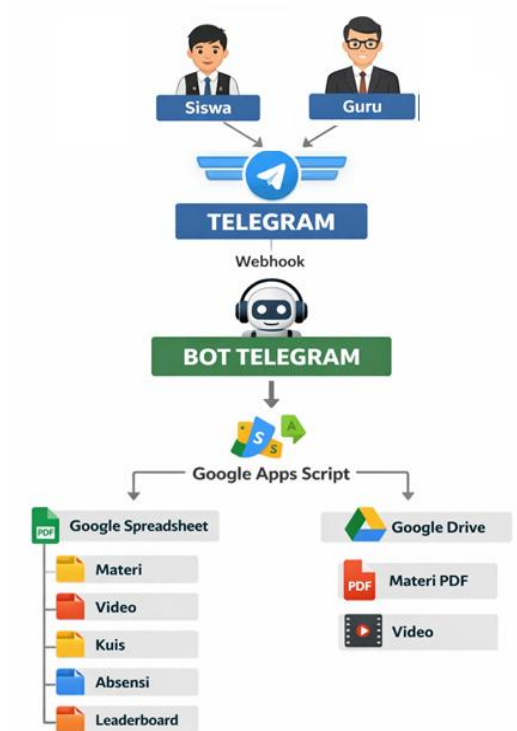 Siswa
Guru
TELEGRAM
Webhook
BOT TELEGRAM
S
A
S
Google Apps Script
PDF
Google Spreadsheet
Materi
Video
Kuis
Absensi
Leaderboard
Google Drive
PDF
Materi PDF
Video